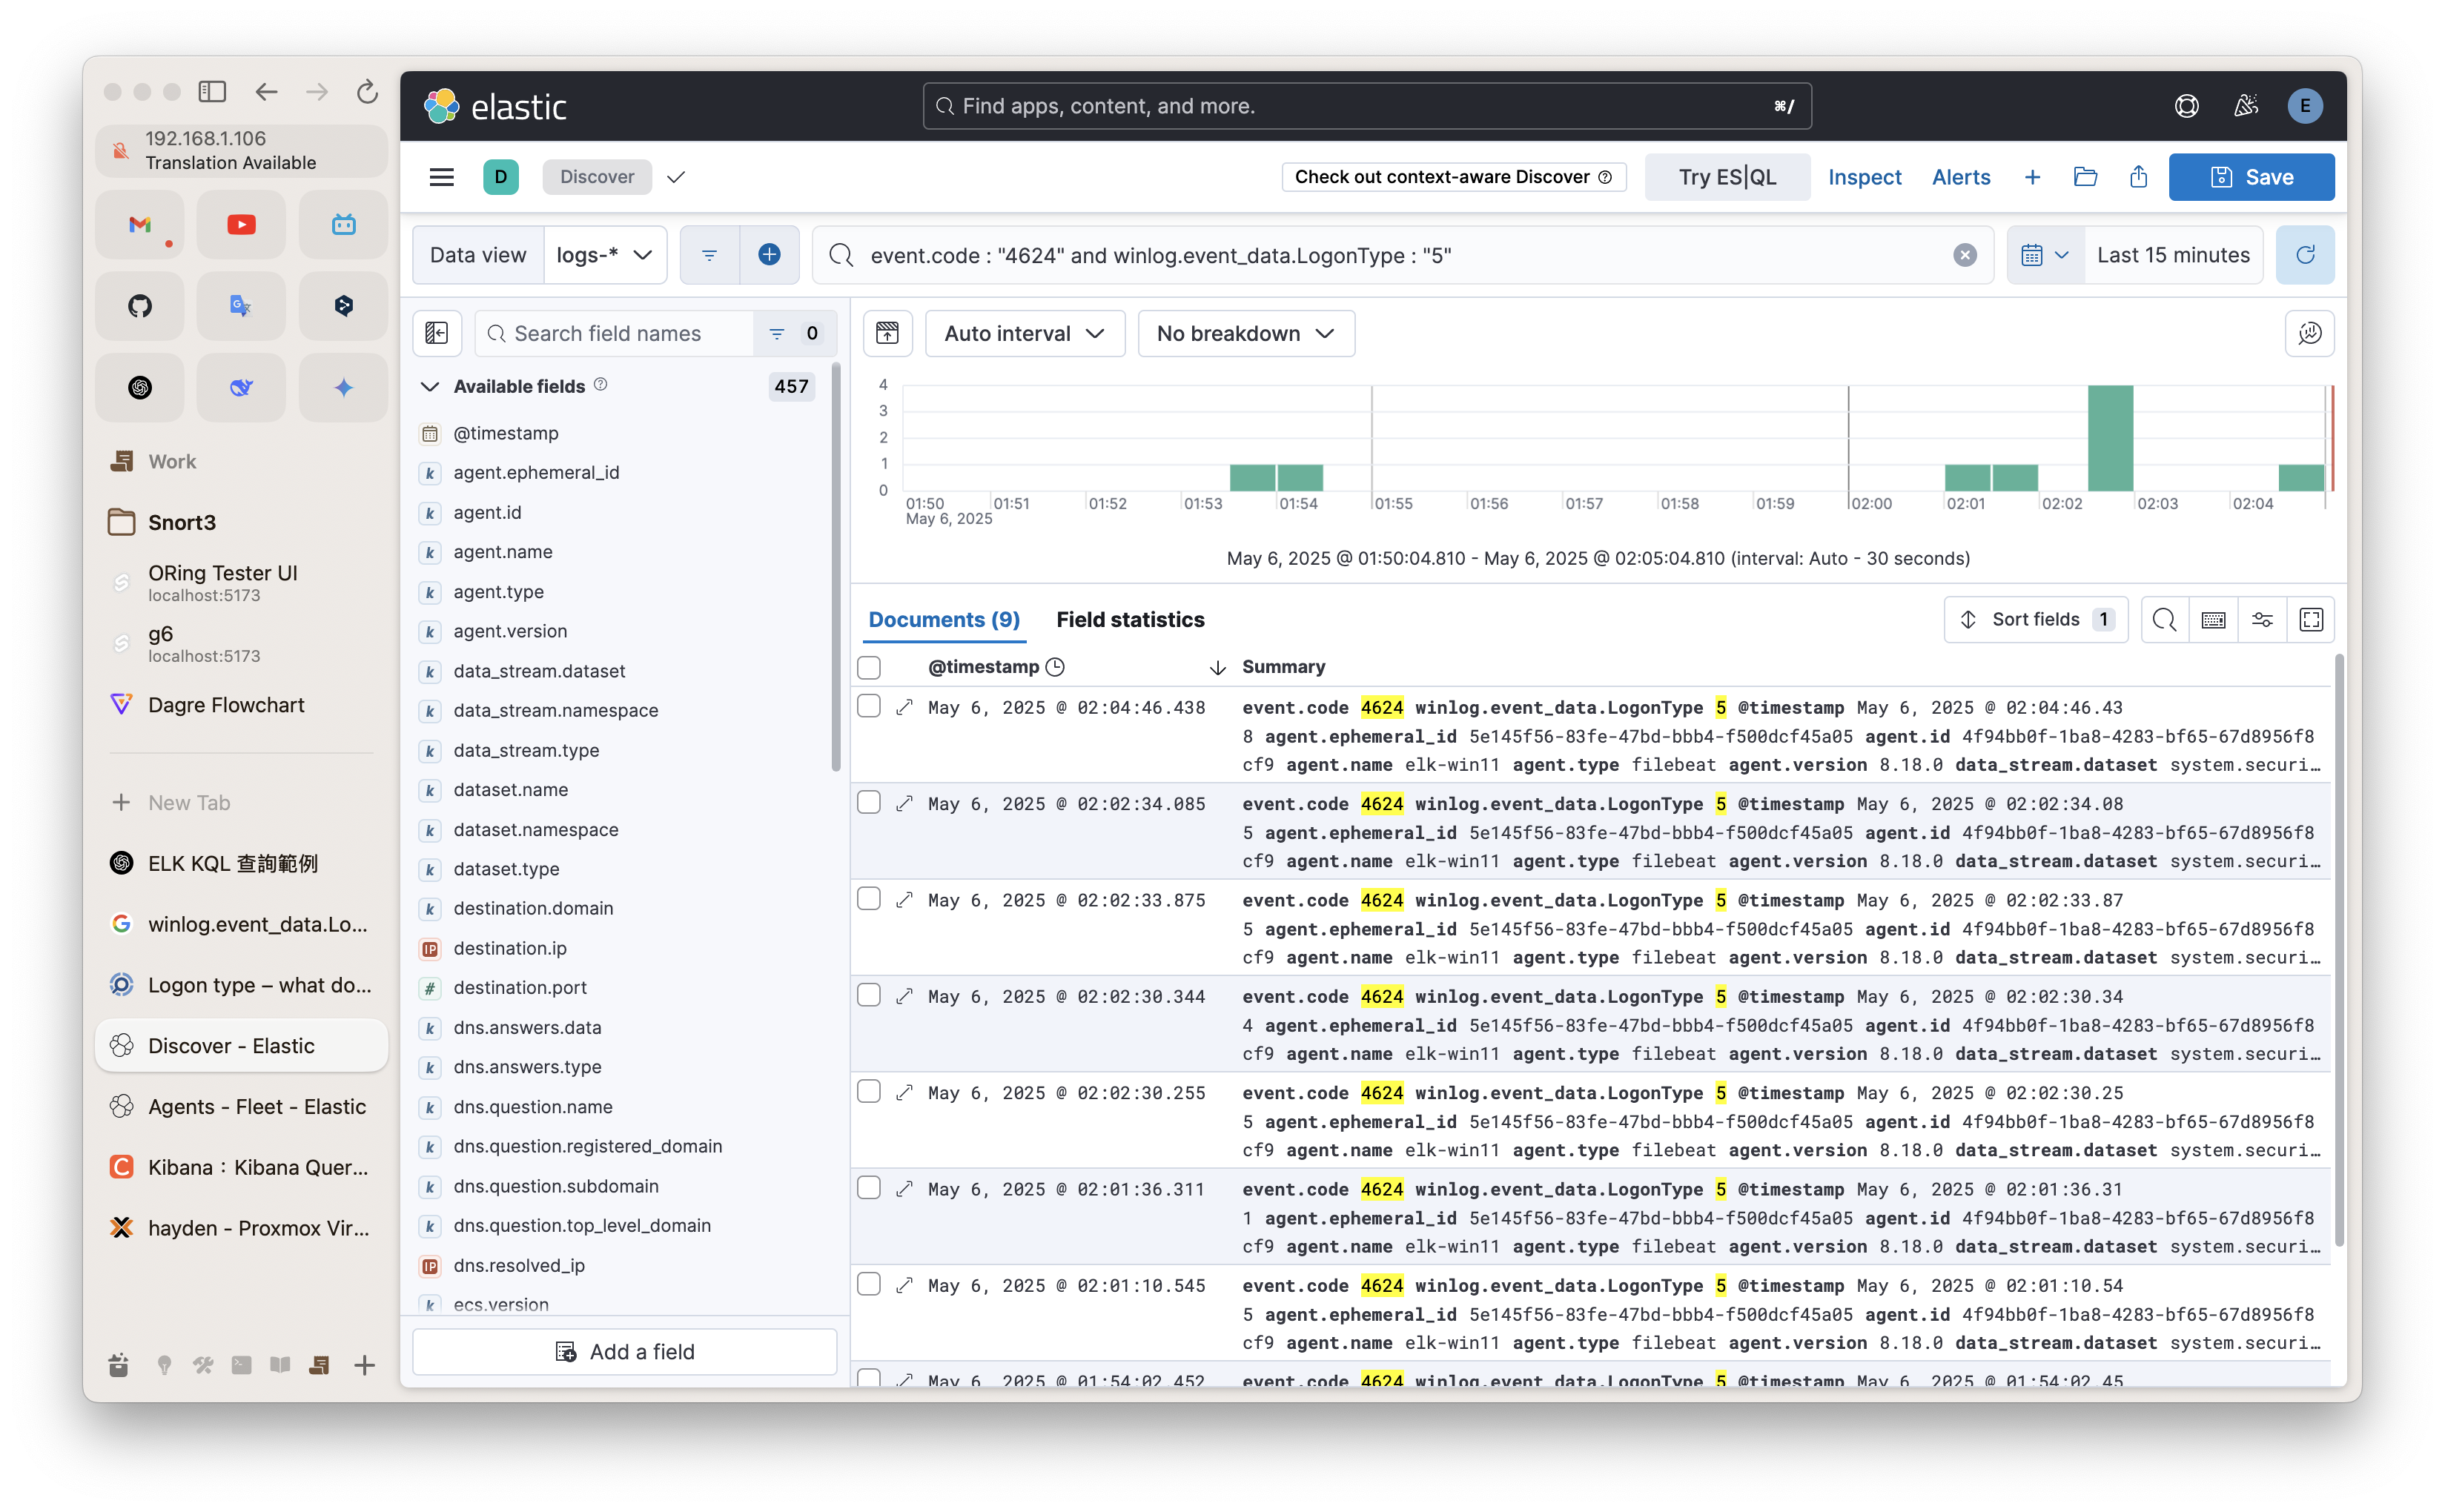 192.168.1.106
Translation Available
Work
Snort3
ORing Tester UI
localhost:5173
g6
localhost:5173
Dagre Flowchart
New Tab
ELK KQL 查詢範例
winlog.event_data.Lo...
Logon type – what do...
Discover - Elastic
Agents - Fleet - Elastic
Kibana：Kibana Quer...
hayden - Proxmox Vir...
elastic
Find apps, content, and more.
⌘/
E
D
Discover
Check out context-aware Discover
Try ES|QL
Inspect
Alerts
Save
Data view
logs-*
event.code : "4624" and winlog.event_data.LogonType : "5"
Last 15 minutes
Search field names
0
Available fields
457
@timestamp
k agent.ephemeral_id
k agent.id
k agent.name
k agent.type
k agent.version
k data_stream.dataset
k data_stream.namespace
k data_stream.type
k dataset.name
k dataset.namespace
k dataset.type
k destination.domain
IP destination.ip
# destination.port
k dns.answers.data
k dns.answers.type
k dns.question.name
k dns.question.registered_domain
k dns.question.subdomain
k dns.question.top_level_domain
IP dns.resolved_ip
k ecs.version
Add a field
Auto interval
No breakdown
4
3
2
1
0
01:50 01:51 01:52 01:53 01:54 01:55 01:56 01:57 01:58 01:59 02:00 02:01 02:02 02:03 02:04
May 6, 2025
May 6, 2025 @ 01:50:04.810 - May 6, 2025 @ 02:05:04.810 (interval: Auto - 30 seconds)
Documents (9)
Field statistics
Sort fields 1
@timestamp
Summary
May 6, 2025 @ 02:04:46.438 event.code 4624 winlog.event_data.LogonType 5 @timestamp May 6, 2025 @ 02:04:46.43
8 agent.ephemeral_id 5e145f56-83fe-47bd-bbb4-f500dcf45a05 agent.id 4f94bb0f-1ba8-4283-bf65-67d8956f8
cf9 agent.name elk-win11 agent.type filebeat agent.version 8.18.0 data_stream.dataset system.securi…
May 6, 2025 @ 02:02:34.085 event.code 4624 winlog.event_data.LogonType 5 @timestamp May 6, 2025 @ 02:02:34.08
5 agent.ephemeral_id 5e145f56-83fe-47bd-bbb4-f500dcf45a05 agent.id 4f94bb0f-1ba8-4283-bf65-67d8956f8
cf9 agent.name elk-win11 agent.type filebeat agent.version 8.18.0 data_stream.dataset system.securi…
May 6, 2025 @ 02:02:33.875 event.code 4624 winlog.event_data.LogonType 5 @timestamp May 6, 2025 @ 02:02:33.87
5 agent.ephemeral_id 5e145f56-83fe-47bd-bbb4-f500dcf45a05 agent.id 4f94bb0f-1ba8-4283-bf65-67d8956f8
cf9 agent.name elk-win11 agent.type filebeat agent.version 8.18.0 data_stream.dataset system.securi…
May 6, 2025 @ 02:02:30.344 event.code 4624 winlog.event_data.LogonType 5 @timestamp May 6, 2025 @ 02:02:30.34
4 agent.ephemeral_id 5e145f56-83fe-47bd-bbb4-f500dcf45a05 agent.id 4f94bb0f-1ba8-4283-bf65-67d8956f8
cf9 agent.name elk-win11 agent.type filebeat agent.version 8.18.0 data_stream.dataset system.securi…
May 6, 2025 @ 02:02:30.255 event.code 4624 winlog.event_data.LogonType 5 @timestamp May 6, 2025 @ 02:02:30.25
5 agent.ephemeral_id 5e145f56-83fe-47bd-bbb4-f500dcf45a05 agent.id 4f94bb0f-1ba8-4283-bf65-67d8956f8
cf9 agent.name elk-win11 agent.type filebeat agent.version 8.18.0 data_stream.dataset system.securi…
May 6, 2025 @ 02:01:36.311 event.code 4624 winlog.event_data.LogonType 5 @timestamp May 6, 2025 @ 02:01:36.31
1 agent.ephemeral_id 5e145f56-83fe-47bd-bbb4-f500dcf45a05 agent.id 4f94bb0f-1ba8-4283-bf65-67d8956f8
cf9 agent.name elk-win11 agent.type filebeat agent.version 8.18.0 data_stream.dataset system.securi…
May 6, 2025 @ 02:01:10.545 event.code 4624 winlog.event_data.LogonType 5 @timestamp May 6, 2025 @ 02:01:10.54
5 agent.ephemeral_id 5e145f56-83fe-47bd-bbb4-f500dcf45a05 agent.id 4f94bb0f-1ba8-4283-bf65-67d8956f8
cf9 agent.name elk-win11 agent.type filebeat agent.version 8.18.0 data_stream.dataset system.securi…
May 6, 2025 @ 01:54:02.452 event.code 4624 winlog.event_data.LogonType 5 @timestamp May 6, 2025 @ 01:54:02.45